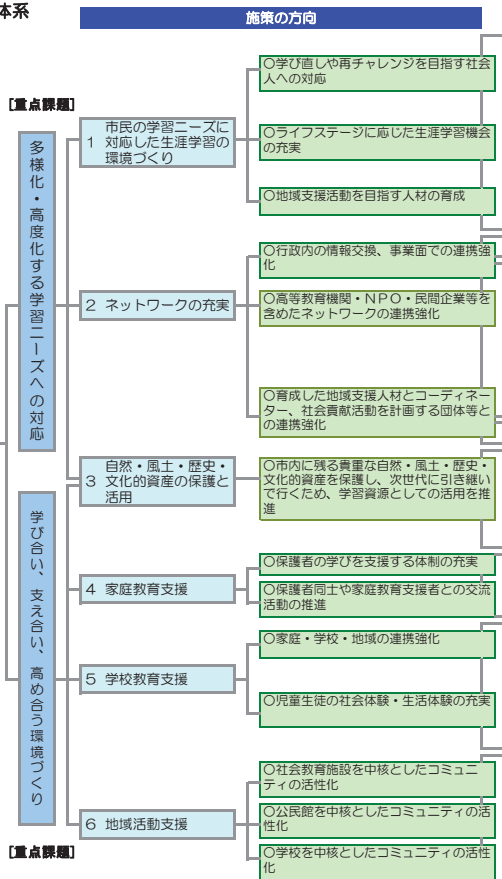 体系
施策の方向
[重点課題]
多様化・高度化する学習ニーズへの対応
1 市民の学習ニーズに
対応した生涯学習の
環境づくり
○学び直しや再チャレンジを目指す社会
人への対応
○ライフステージに応じた生涯学習機会
の充実
○地域支援活動を目指す人材の育成
2 ネットワークの充実
○行政内の情報交換、事業面での連携強
化
○高等教育機関・NPO・民間企業等を
含めたネットワークの連携強化
○育成した地域支援人材とコーディネー
ター、社会貢献活動を計画する団体等と
の連携強化
3 自然・風土・歴史・
文化的資産の保護と
活用
○市内に残る貴重な自然・風土・歴史・
文化的資産を保護し、次世代に引き継い
で行くため、学習資源としての活用を推
進
学び合い、支え合い、高め合う環境づくり
4 家庭教育支援
○保護者の学びを支援する体制の充実
○保護者同士や家庭教育支援者との交流
活動の推進
5 学校教育支援
○家庭・学校・地域の連携強化
○児童生徒の社会体験・生活体験の充実
6 地域活動支援
○社会教育施設を中核としたコミュニ
ティの活性化
○公民館を中核としたコミュニティの活
性化
○学校を中核としたコミュニティの活性
化
[重点課題]